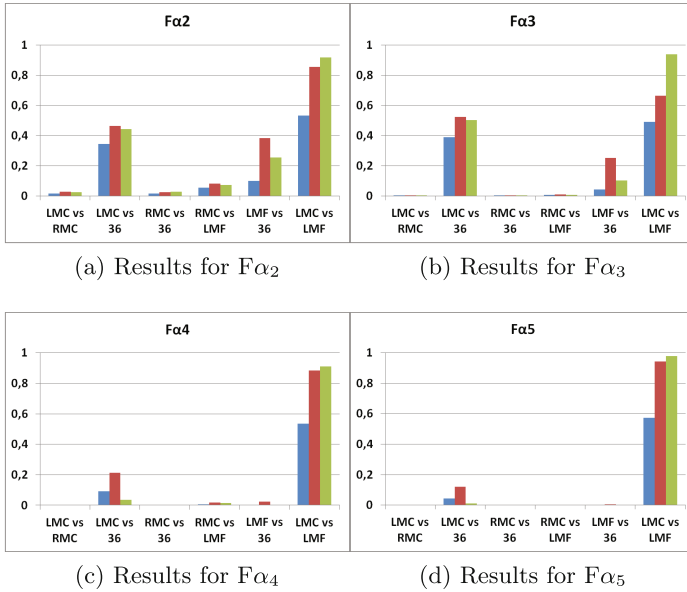 Fα2
1
0,8
0,6
0,4
0,2
0
LMC vs RMC
LMC vs 36
RMC vs 36
RMC vs LMF
LMF vs 36
LMC vs LMF
(a) Results for Fα2
Fα3
1
0,8
0,6
0,4
0,2
0
LMC vs RMC
LMC vs 36
RMC vs 36
RMC vs LMF
LMF vs 36
LMC vs LMF
(b) Results for Fα3
Fα4
1
0,8
0,6
0,4
0,2
0
LMC vs RMC
LMC vs 36
RMC vs 36
RMC vs LMF
LMF vs 36
LMC vs LMF
(c) Results for Fα4
Fα5
1
0,8
0,6
0,4
0,2
0
LMC vs RMC
LMC vs 36
RMC vs 36
RMC vs LMF
LMF vs 36
LMC vs LMF
(d) Results for Fα5